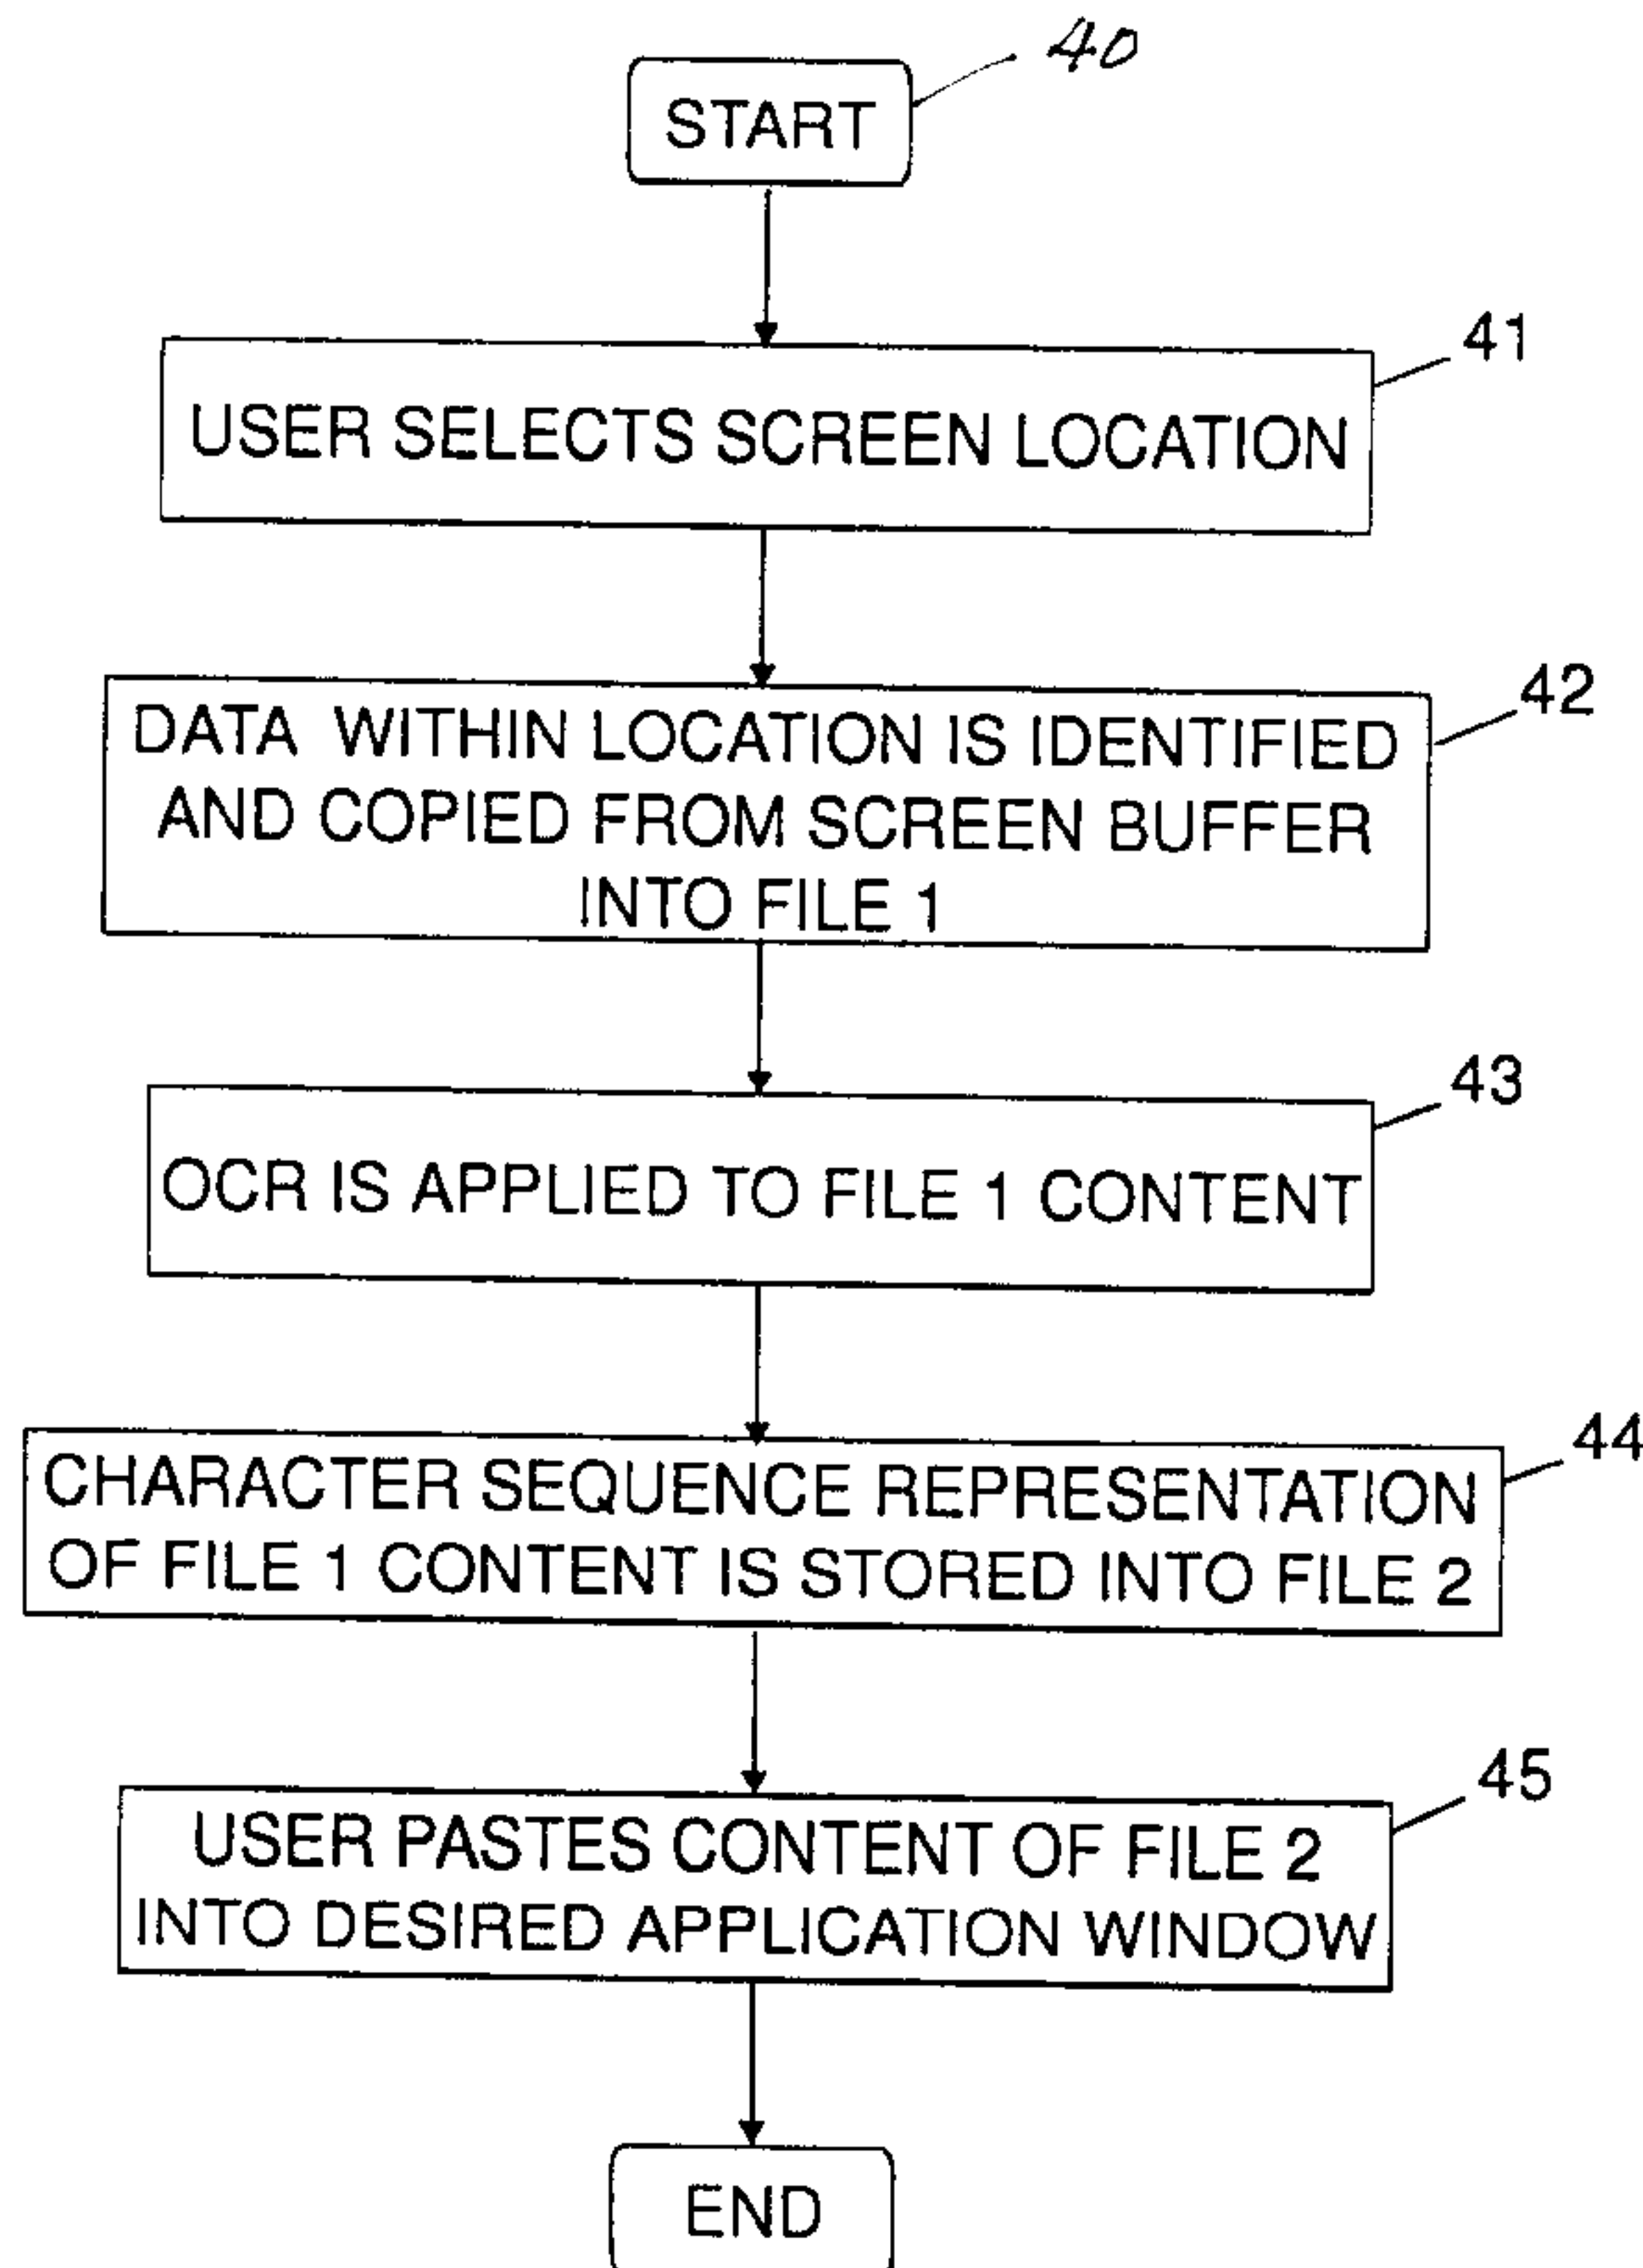 40
START
41
USER SELECTS SCREEN LOCATION
42
DATA WITHIN LOCATION IS IDENTIFIED
AND COPIED FROM SCREEN BUFFER
INTO FILE 1
43
OCR IS APPLIED TO FILE 1 CONTENT
44
CHARACTER SEQUENCE REPRESENTATION
OF FILE 1 CONTENT IS STORED INTO FILE 2
45
USER PASTES CONTENT OF FILE 2
INTO DESIRED APPLICATION WINDOW
END